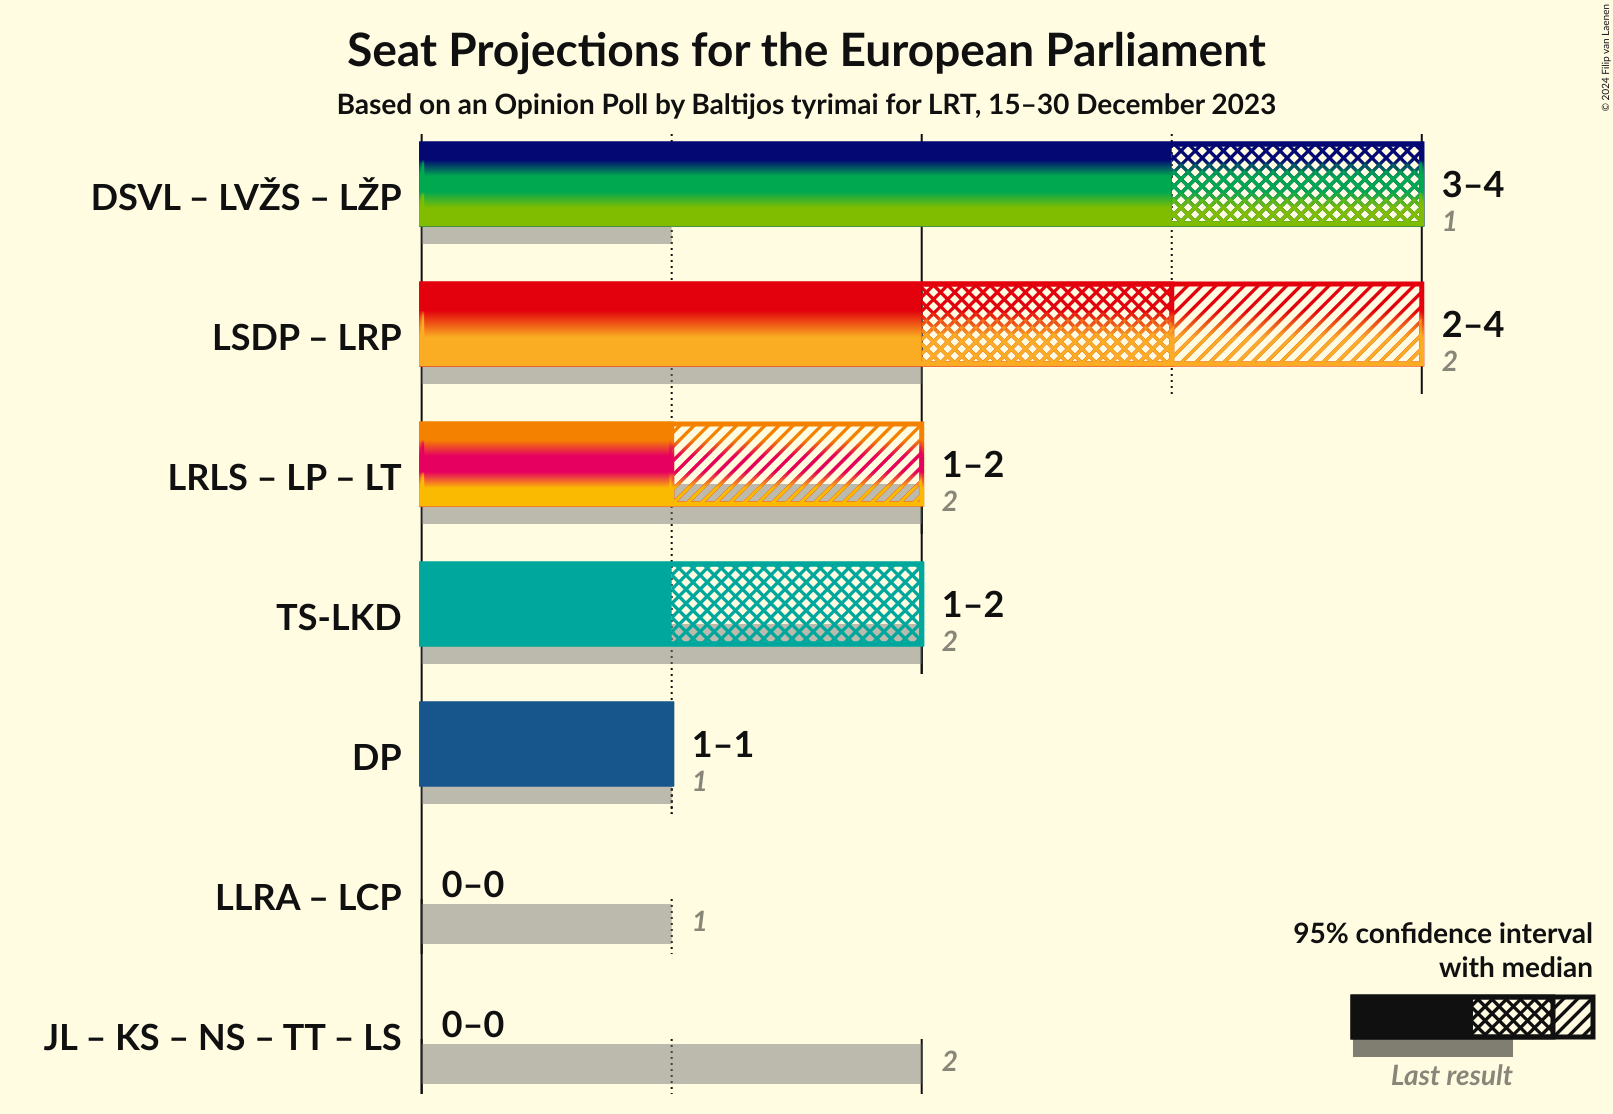 Seat Projections for the European Parliament
Based on an Opinion Poll by Baltijos tyrimai for LRT, 15–30 December 2023
© 2024 Filip van Laenen
DSVL – LVŽS – LŽP
3–4
1
LSDP – LRP
2–4
2
LRLS – LP – LT
1–2
2
TS-LKD
1–2
2
DP
1–1
1
LLRA – LCP
0–0
1
JL – KS – NS – TT – LS
0–0
2
95% confidence interval
with median
Last result